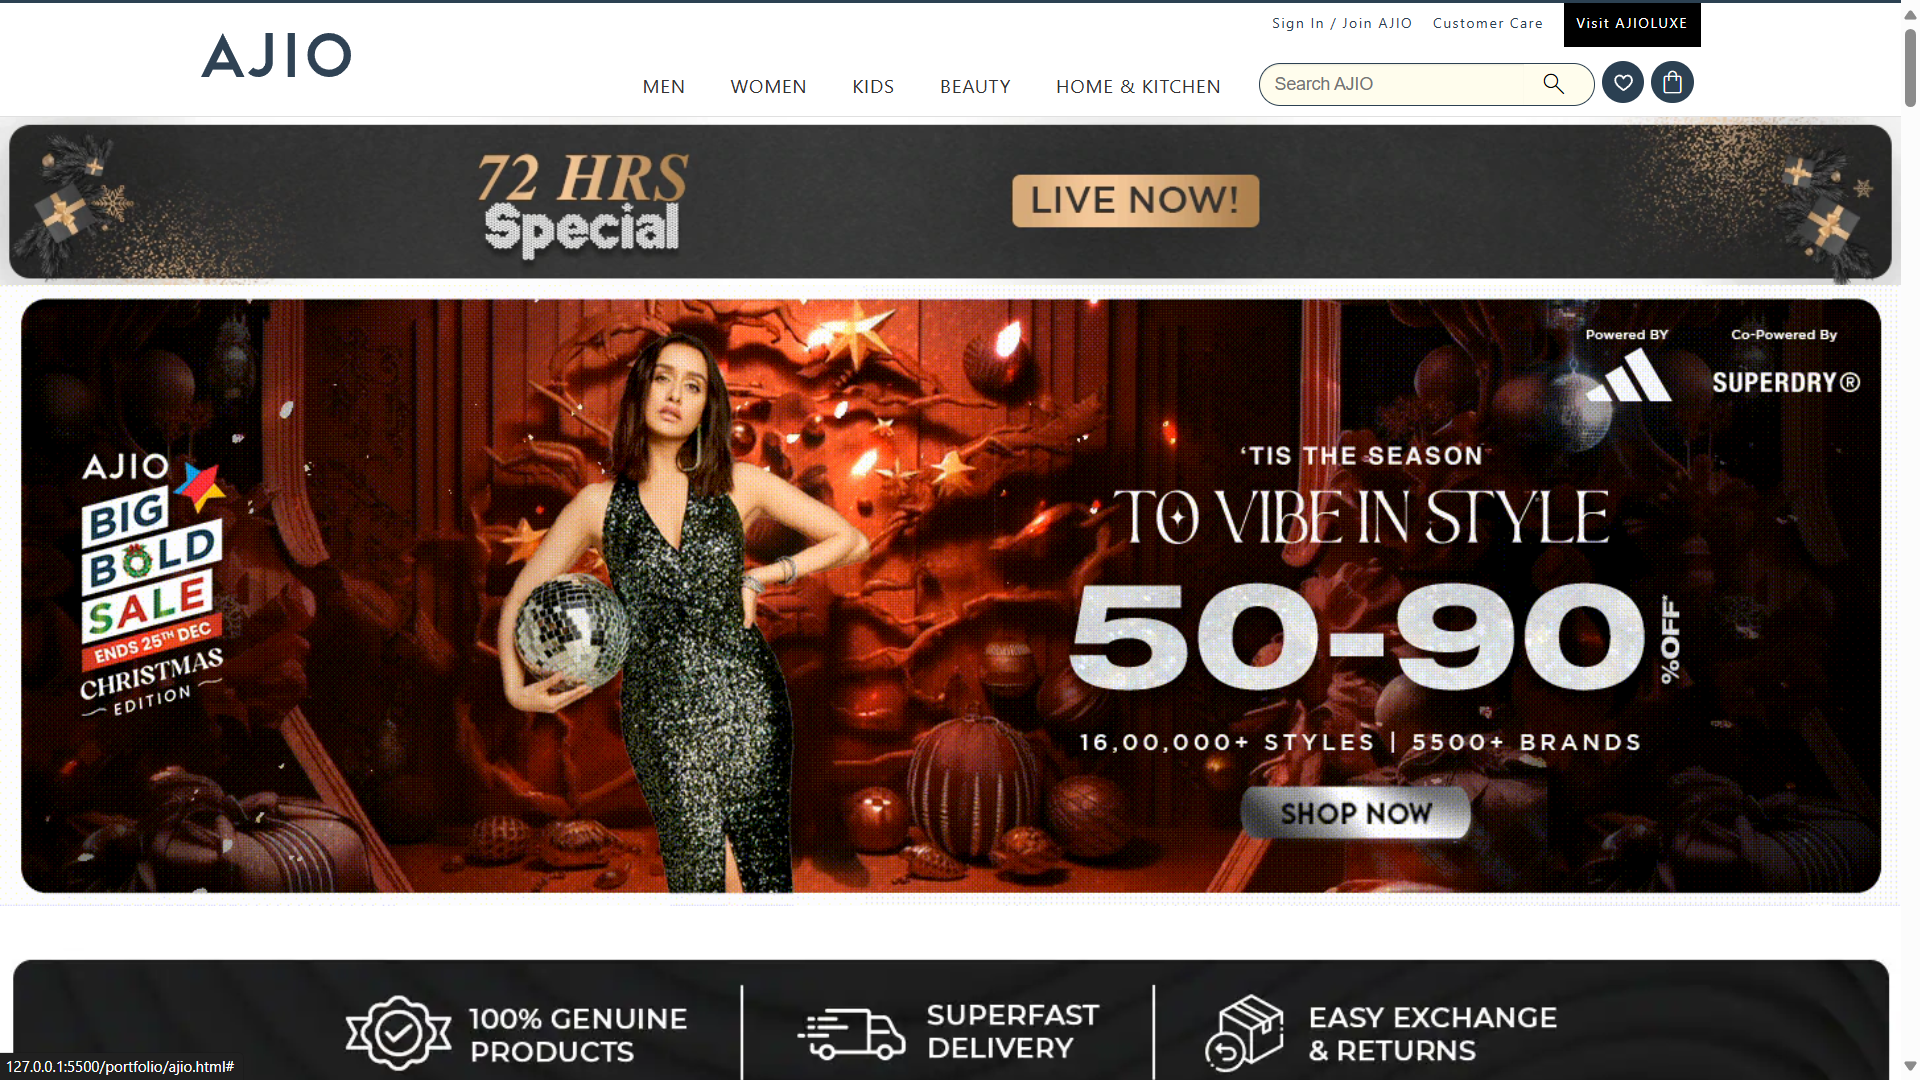 Sign In / Join AJIO Customer Care Visit AJIOLUXE
AJIO
MEN WOMEN KIDS BEAUTY HOME & KITCHEN Search AJIO
72 HRS
Special
LIVE NOW!
Powered BY Co-Powered By
SUPERDRY®
AJIO
BIG
BOLD
SALE
ENDS 25TH DEC
CHRISTMAS
EDITION
‘TIS THE SEASON
TO VIBE IN STYLE
50-90 %OFF*
16,00,000+ STYLES | 5500+ BRANDS
SHOP NOW
100% GENUINE
PRODUCTS
SUPERFAST
DELIVERY
EASY EXCHANGE
& RETURNS
127.0.0.1:5500/portfolio/ajio.html#